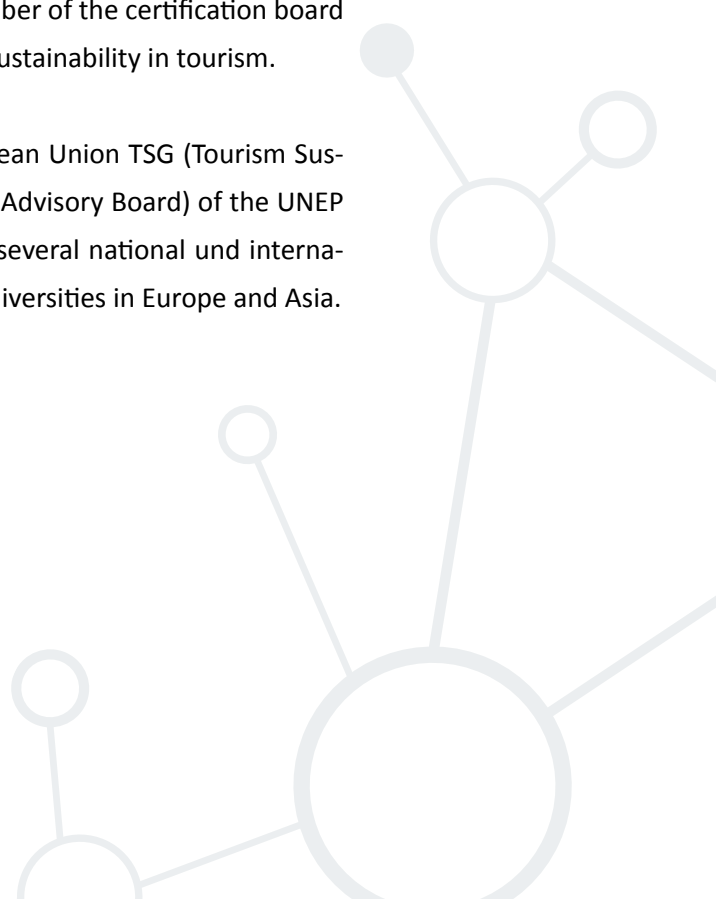 ber of the certification board
ustainability in tourism.
ean Union TSG (Tourism Sus-
Advisory Board) of the UNEP
several national und interna-
iversities in Europe and Asia.